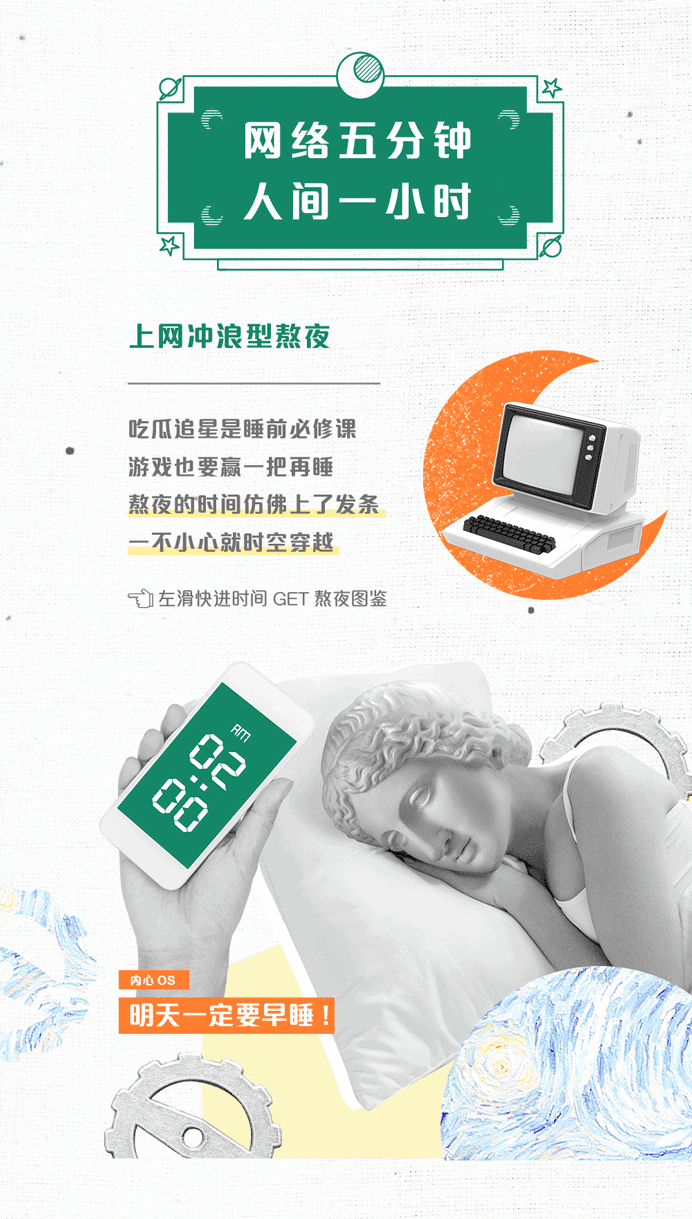 网络五分钟
人间一小时
上网冲浪型熬夜
吃瓜追星是睡前必修课
游戏也要赢一把再睡
熬夜的时间仿佛上了发条
一不小心就时空穿越
左滑快进时间 GET 熬夜图鉴
AM
02:00
内心 OS
明天一定要早睡！